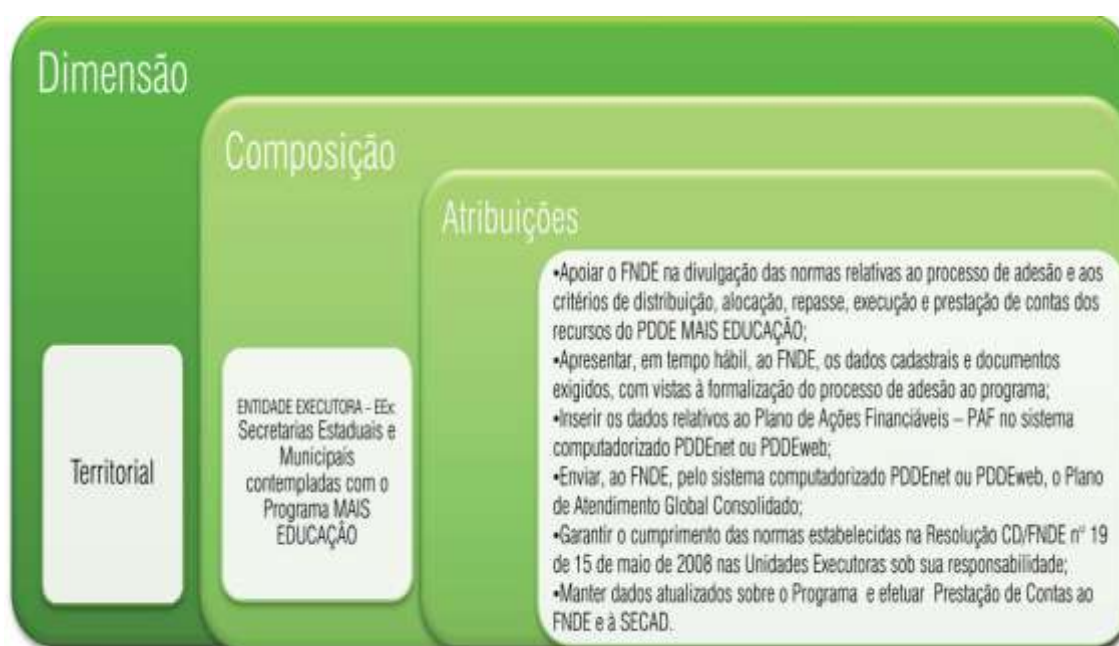 Dimensão
Composição
Atribuições
Territorial
ENTIDADE EXECUTORA – EEx:
Secretarias Estaduais e
Municipais
contempladas com o
Programa MAIS
EDUCAÇÃO
•Apoiar o FNDE na divulgação das normas relativas ao processo de adesão e aos
critérios de distribuição, alocação, repasse, execução e prestação de contas dos
recursos do PDDE MAIS EDUCAÇÃO;
•Apresentar, em tempo hábil, ao FNDE, os dados cadastrais e documentos
exigidos, com vistas à formalização do processo de adesão ao programa;
•Inserir os dados relativos ao Plano de Ações Financiáveis – PAF no sistema
computadorizado PDDEnet ou PDDEweb;
•Enviar, ao FNDE, pelo sistema computadorizado PDDEnet ou PDDEweb, o Plano
de Atendimento Global Consolidado;
•Garantir o cumprimento das normas estabelecidas na Resolução CD/FNDE nº 19
de 15 de maio de 2008 nas Unidades Executoras sob sua responsabilidade;
•Manter dados atualizados sobre o Programa e efetuar Prestação de Contas ao
FNDE e à SECAD.